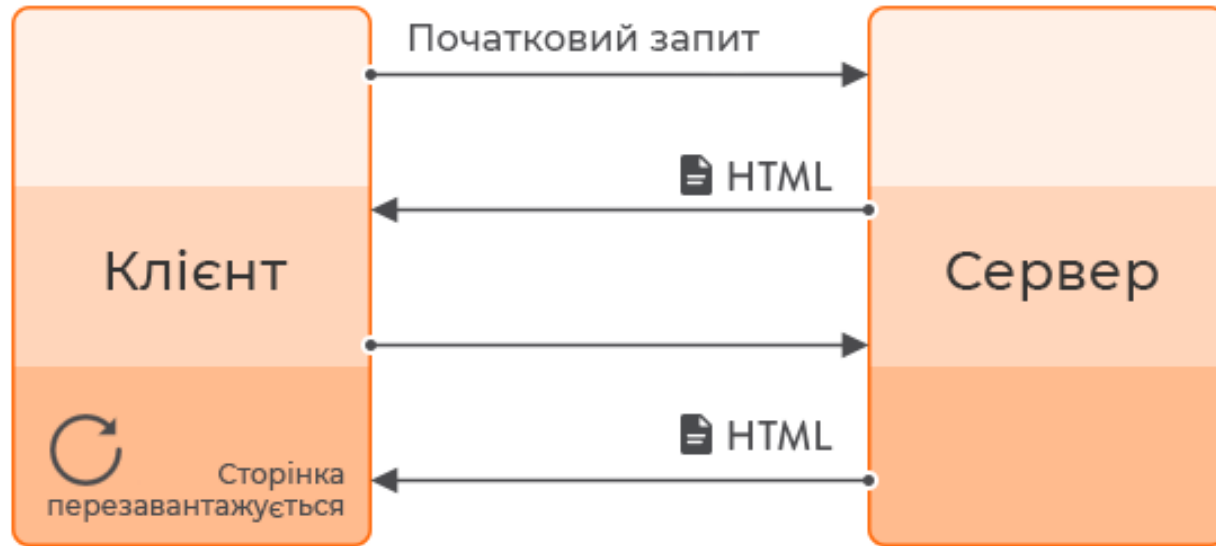 Початковий запит
HTML
Клієнт
Сервер
HTML
Сторінка
перезавантажується